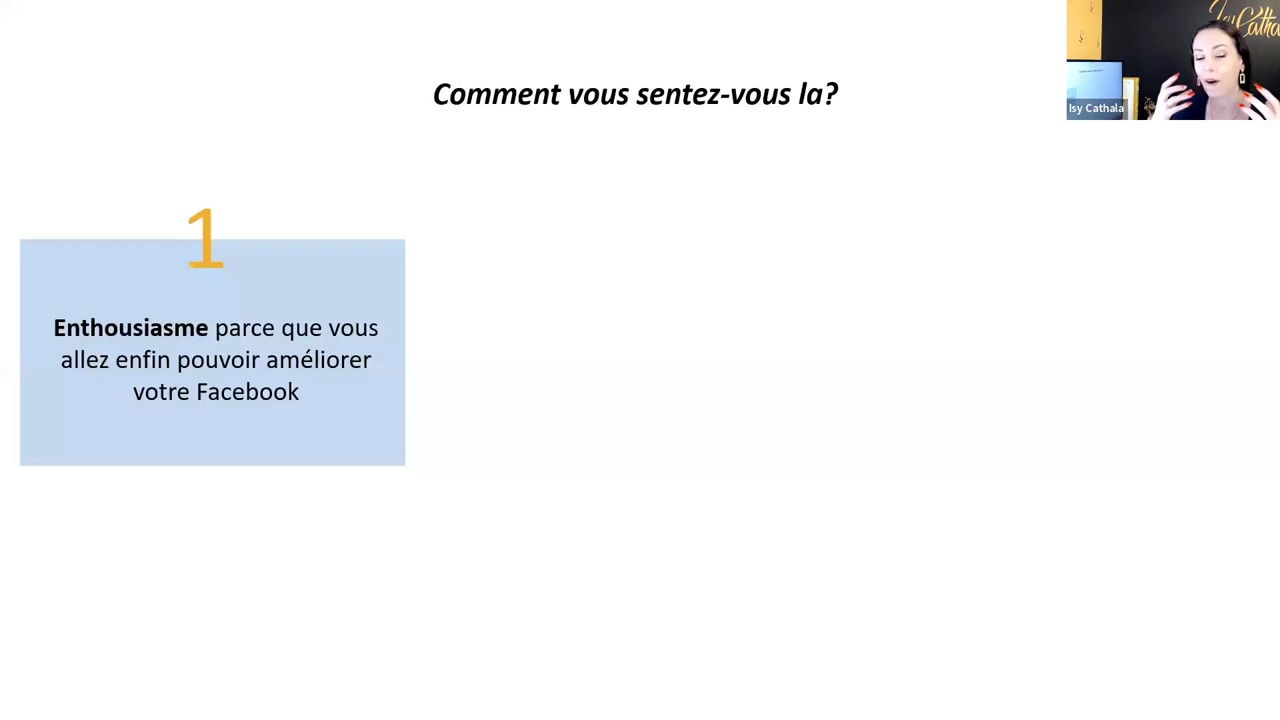 Comment vous sentez-vous la?
Isy Cathala
1
Enthousiasme parce que vous
allez enfin pouvoir améliorer
votre Facebook